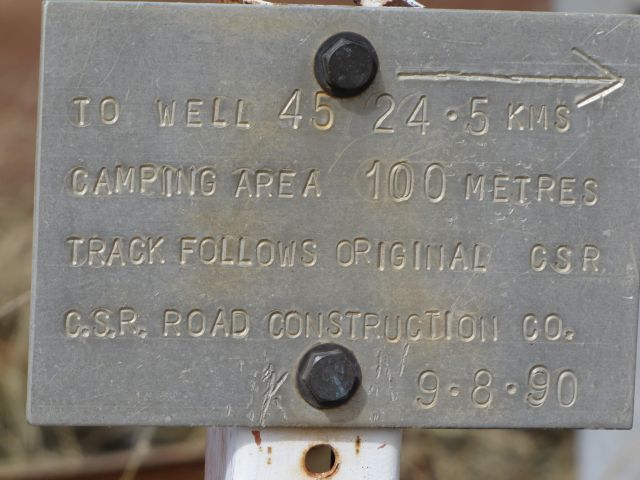 TO WELL 45 24.5 KMS
CAMPING AREA 100 METRES
TRACK FOLLOWS ORIGINAL CSR
C.S.R. ROAD CONSTRUCTION CO.
9.8.90